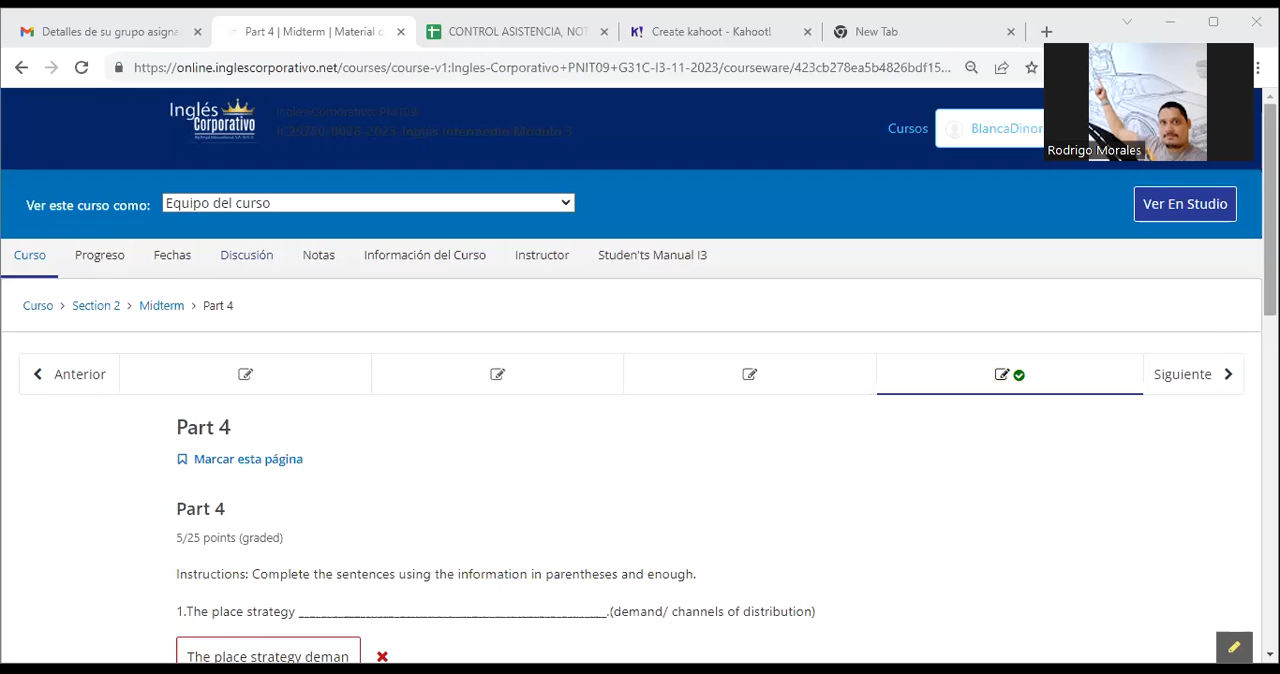 Detalles de su grupo asigna
Part 4 | Midterm | Material c
CONTROL ASISTENCIA, NOT
K! Create kahoot - Kahoot!
New Tab
https://online.inglescorporativo.net/courses/course-v1:Ingles-Corporativo+PNIT09+G31C-I3-11-2023/courseware/423cb278ea5b4826bdf15...
Inglés
Corporativo
InglesCorporativo: PNIT09
Cursos
BlancaDinor
Rodrigo Morales
Ver este curso como:
Equipo del curso
Ver En Studio
Curso
Progreso
Fechas
Discusión
Notas
Información del Curso
Instructor
Studen'ts Manual I3
Curso > Section 2 > Midterm > Part 4
Anterior
Siguiente
Part 4
Marcar esta página
Part 4
5/25 points (graded)
Instructions: Complete the sentences using the information in parentheses and enough.
1.The place strategy ______________________________________________.(demand/ channels of distribution)
The place strategy deman